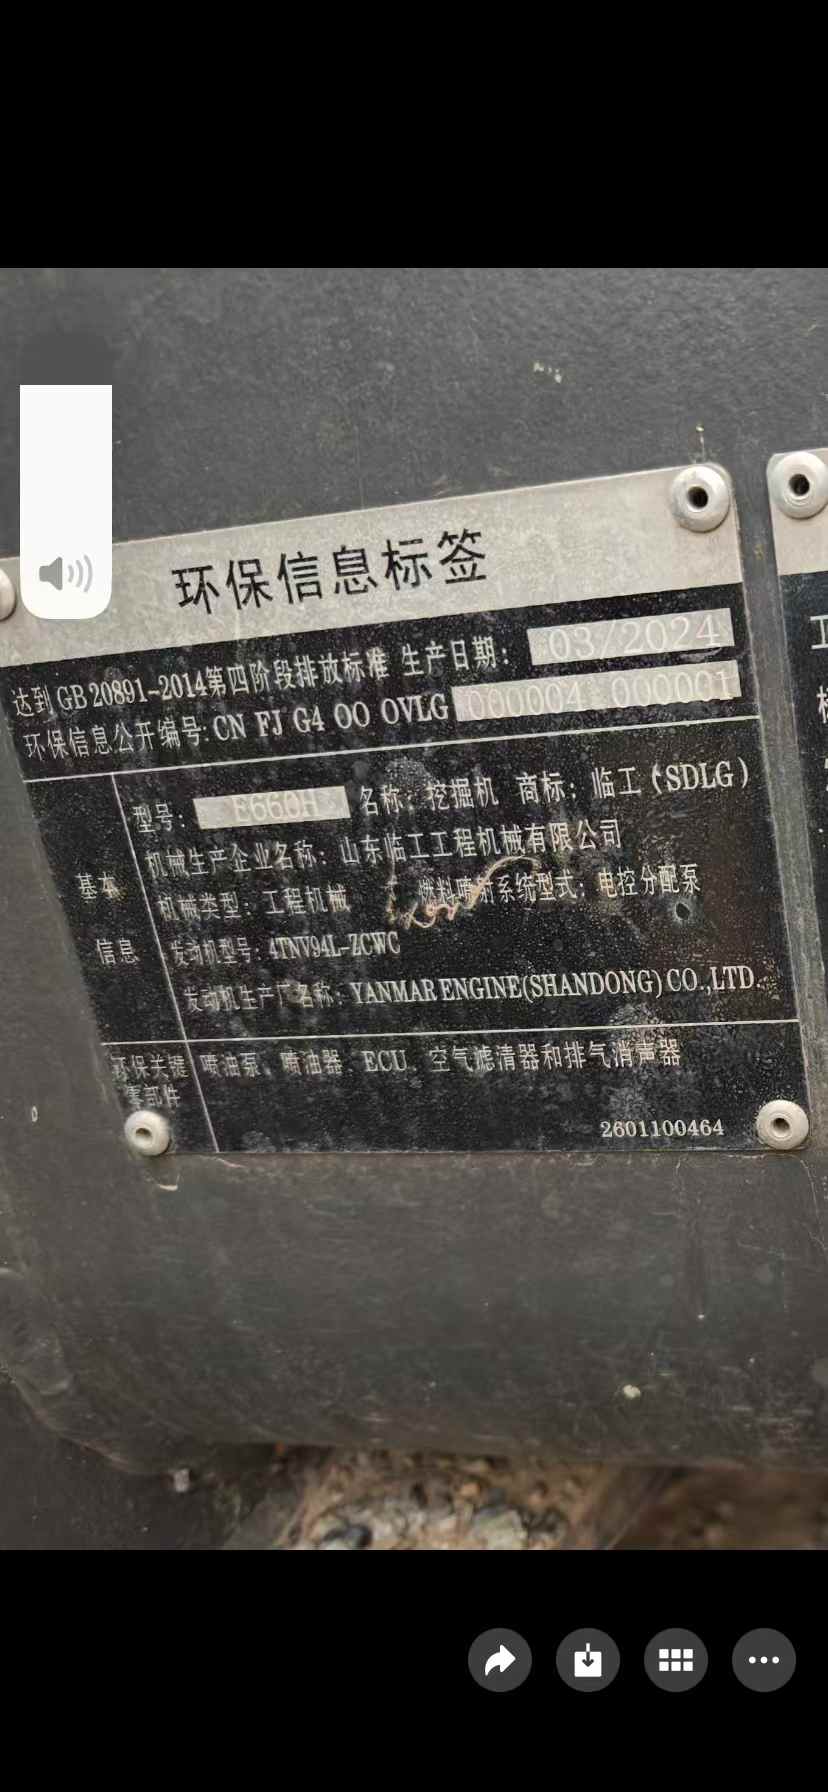 环保信息标签
达到 GB 20891-2014第四阶段排放标准 生产日期: 03/2024
环保信息公开编号: CN FJ G4 00 0VLG 000004 000001
基本
信息
型号: E660H 名称: 挖掘机 商标: 临工 (SDLG)
机械生产企业名称: 山东临工工程机械有限公司
机械类型: 工程机械 燃料喷射系统型式: 电控分配泵
发动机型号: 4TNV94L-ZCWC
发动机生产厂名称: YANMAR ENGINE(SHANDONG) CO.,LTD.
环保关键
零部件
喷油泵、喷油器、ECU、空气滤清器和排气消声器
2601100464